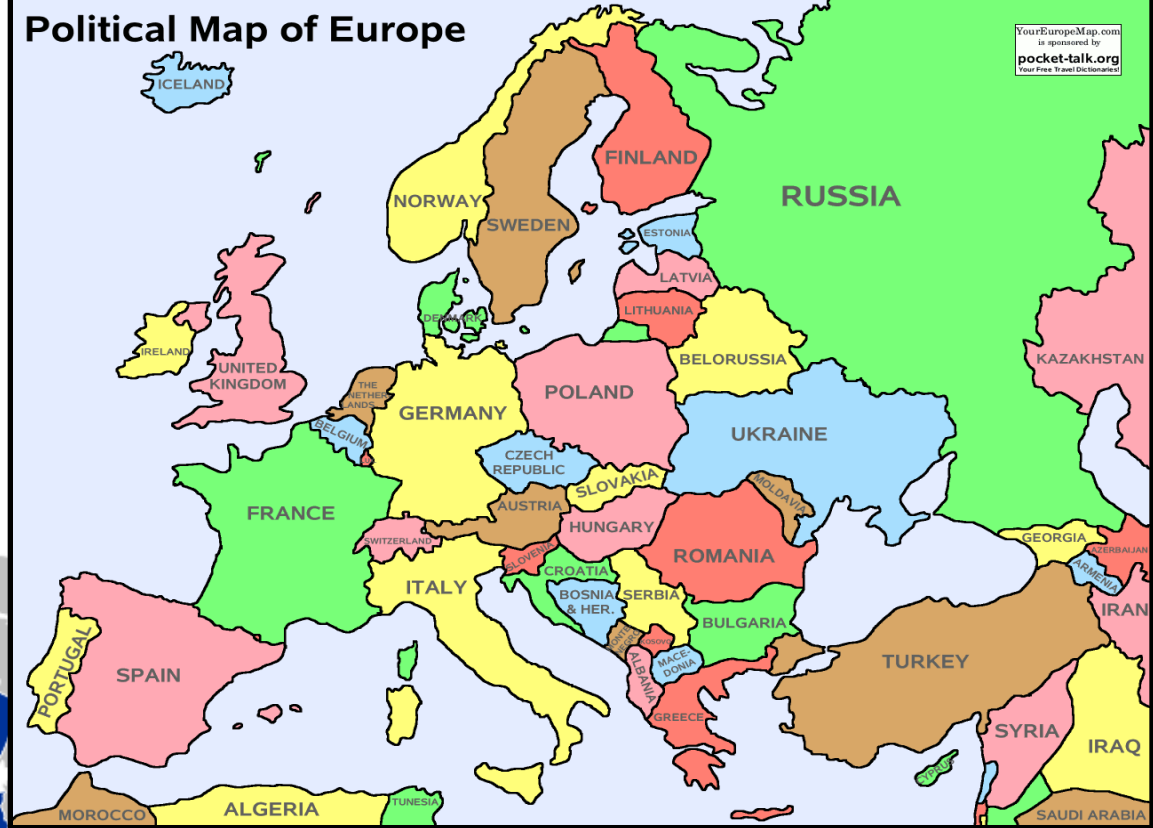 Political Map of Europe
YourEuropeMap.com
is sponsored by
pocket-talk.org
Your Free Travel Dictionaries!
ICELAND
FINLAND
RUSSIA
NORWAY
SWEDEN
ESTONIA
LATVIA
LITHUANIA
DENMARK
IRELAND
UNITED
KINGDOM
BELORUSSIA
KAZAKHSTAN
THE
NETHER
LANDS
GERMANY
POLAND
BELGIUM
UKRAINE
CZECH
REPUBLIC
SLOVAKIA
MOLDAVIA
FRANCE
AUSTRIA
HUNGARY
SWITZERLAND
SLOVENIA
ROMANIA
GEORGIA
AZERBAIJAN
ARMENIA
CROATIA
ITALY
BOSNIA
& HER.
SERBIA
IRAN
BULGARIA
MONTE
NEGRO
KOSOVO
PORTUGAL
SPAIN
ALBANIA
MACE-
DONIA
TURKEY
GREECE
SYRIA
IRAQ
CYPRUS
MOROCCO
ALGERIA
TUNESIA
SAUDI ARABIA